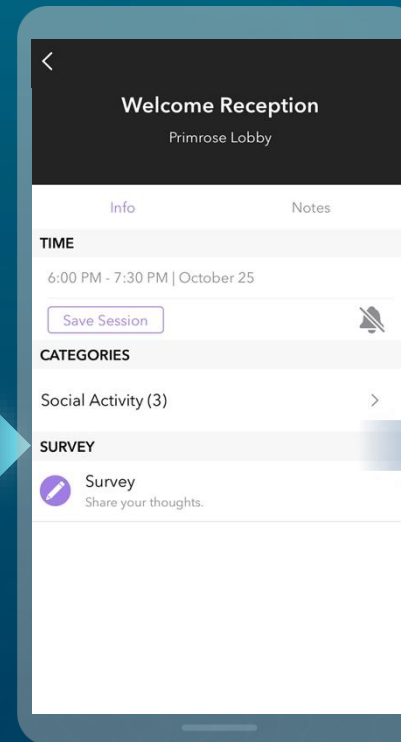 Welcome Reception
Primrose Lobby
Info Notes
TIME
6:00 PM - 7:30 PM | October 25
Save Session
CATEGORIES
Social Activity (3)
SURVEY
Survey
Share your thoughts.